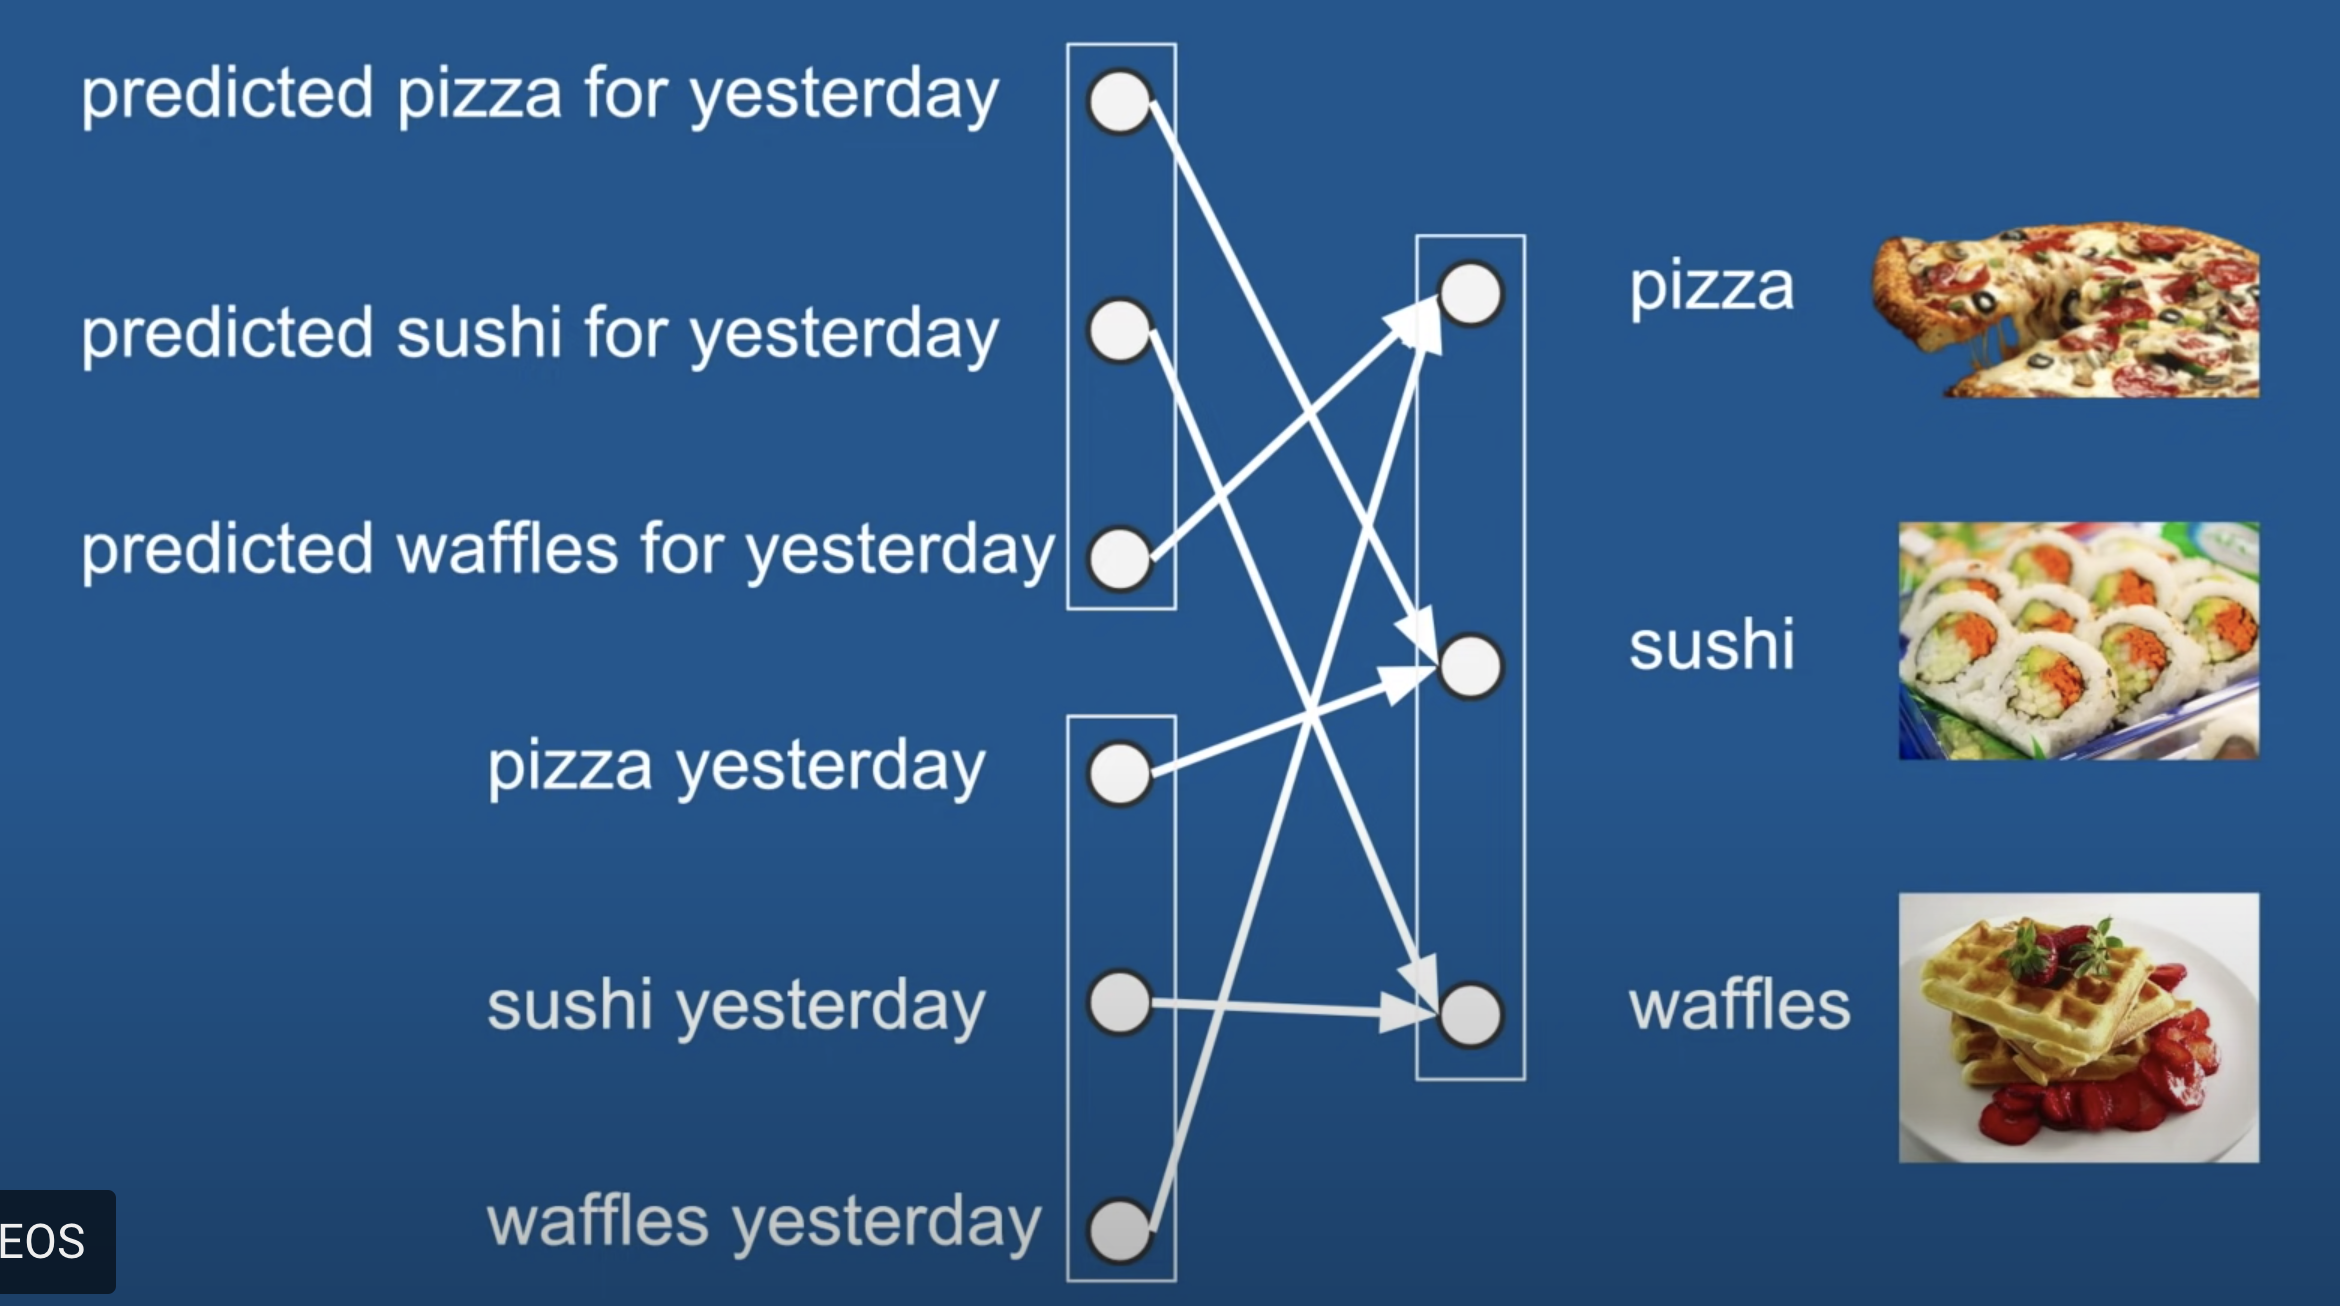 predicted pizza for yesterday
predicted sushi for yesterday
predicted waffles for yesterday
pizza yesterday
sushi yesterday
waffles yesterday
pizza
sushi
waffles
EOS